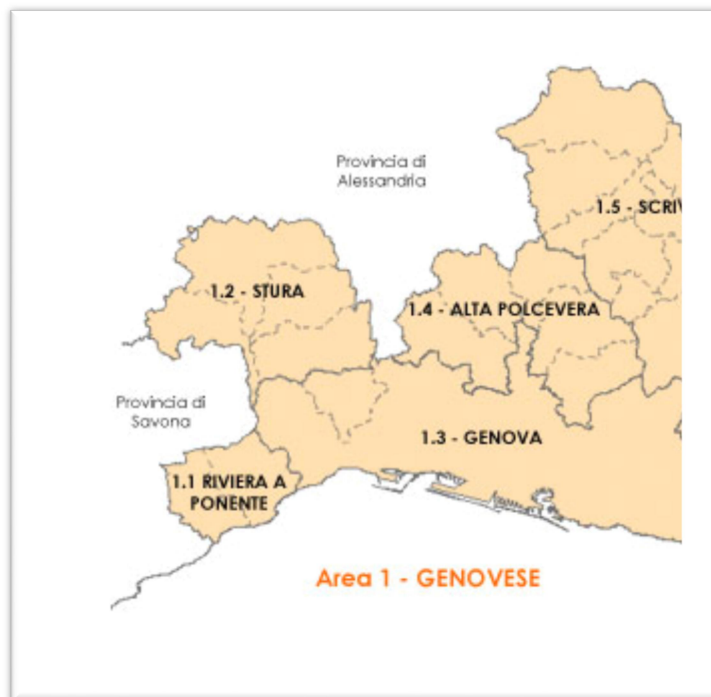 Provincia di
Alessandria
1.5 - SCRIV
1.2 - STURA
1.4 - ALTA POLCEVERA
Provincia di
Savona
1.3 - GENOVA
1.1 RIVIERA A
PONENTE
Area 1 - GENOVESE